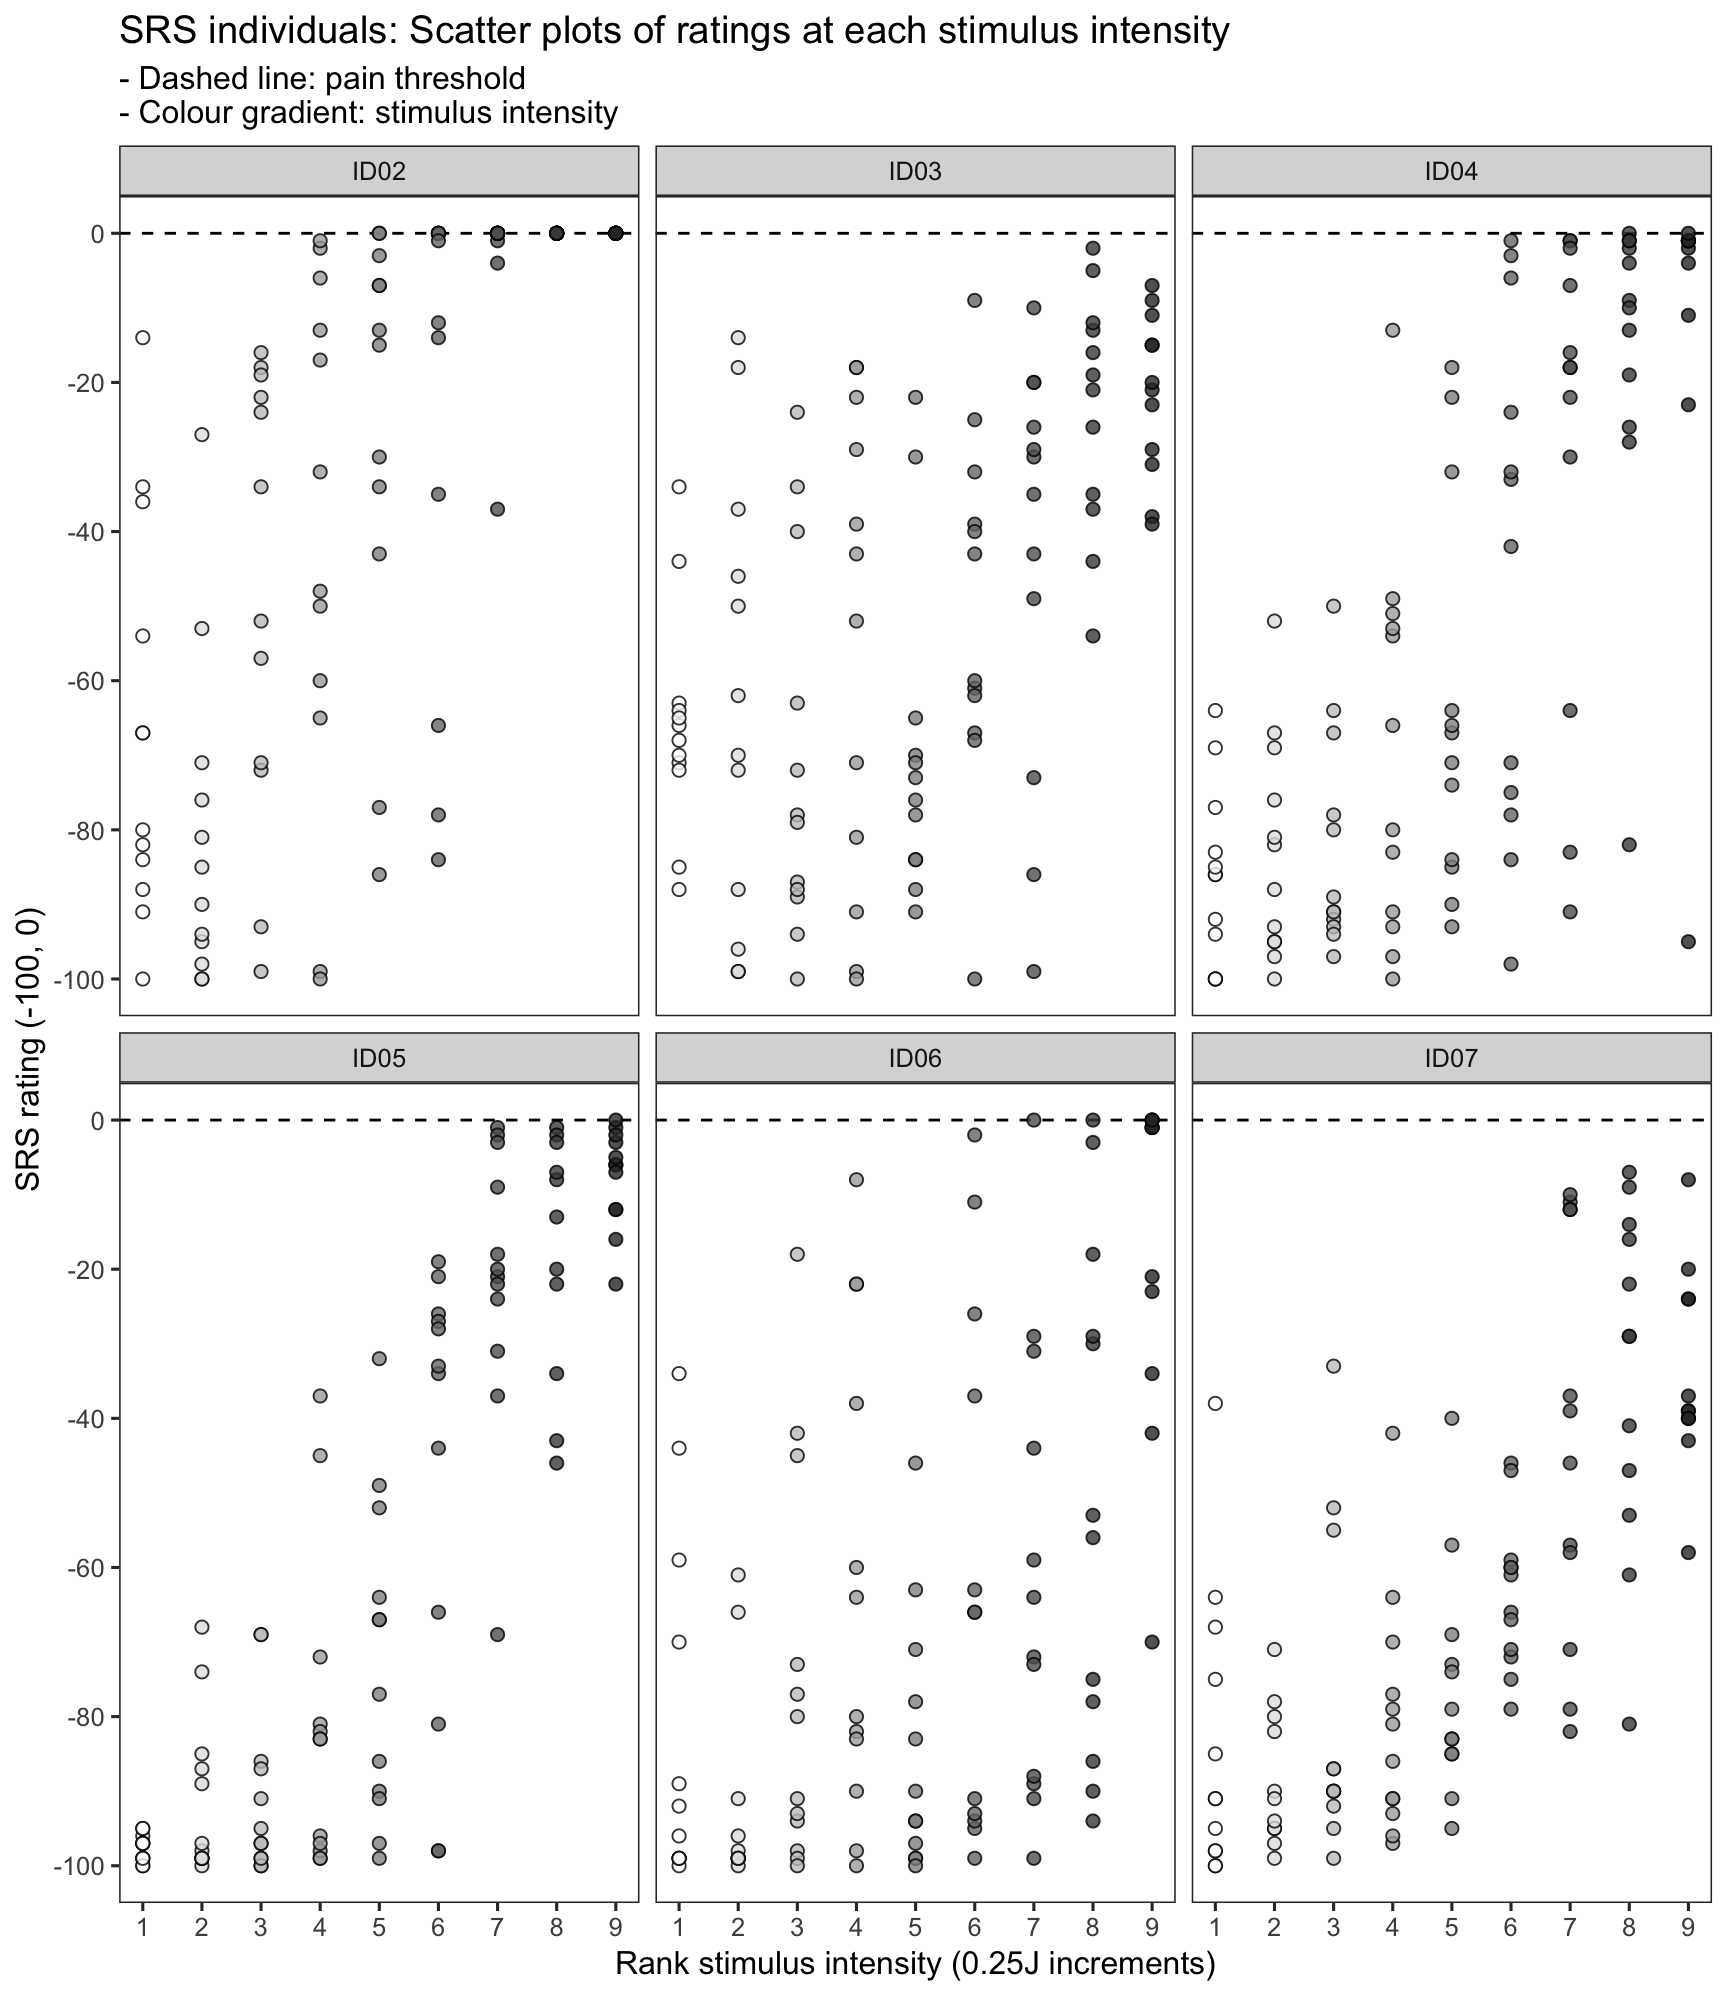 SRS individuals: Scatter plots of ratings at each stimulus intensity
- Dashed line: pain threshold
- Colour gradient: stimulus intensity
ID02 ID03 ID04
0
-20
-40
-60
-80
-100
SRS rating (-100, 0)
ID05 ID06 ID07
0
-20
-40
-60
-80
-100
1 2 3 4 5 6 7 8 9 1 2 3 4 5 6 7 8 9 1 2 3 4 5 6 7 8 9
Rank stimulus intensity (0.25J increments)